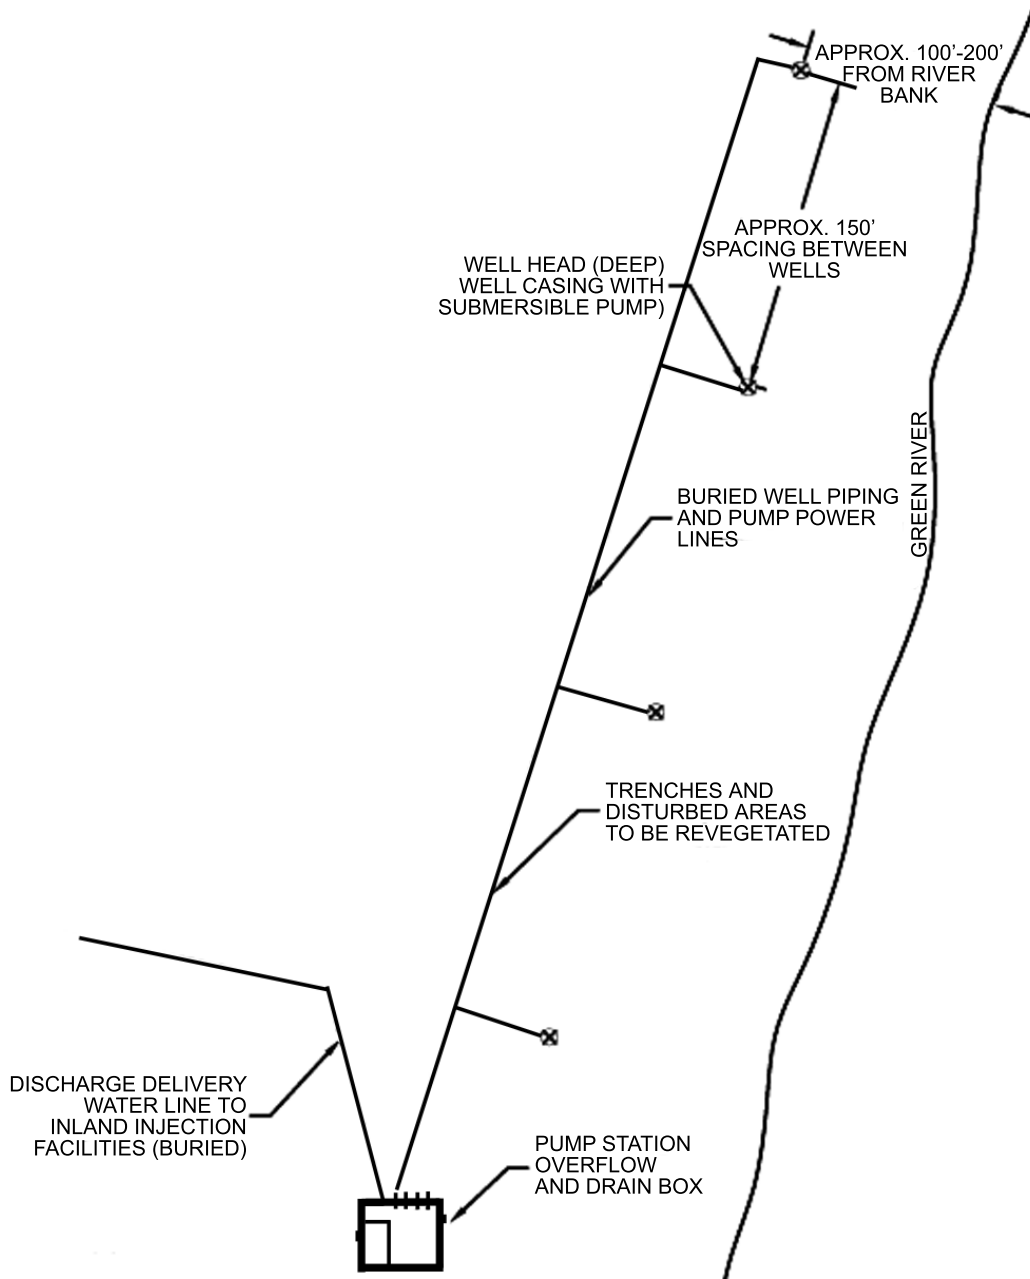 APPROX. 100'-200'
FROM RIVER
BANK
APPROX. 150'
SPACING BETWEEN
WELLS
WELL HEAD (DEEP)
WELL CASING WITH
SUBMERSIBLE PUMP)
GREEN RIVER
BURIED WELL PIPING
AND PUMP POWER
LINES
TRENCHES AND
DISTURBED AREAS
TO BE REVEGETATED
DISCHARGE DELIVERY
WATER LINE TO
INLAND INJECTION
FACILITIES (BURIED)
PUMP STATION
OVERFLOW
AND DRAIN BOX